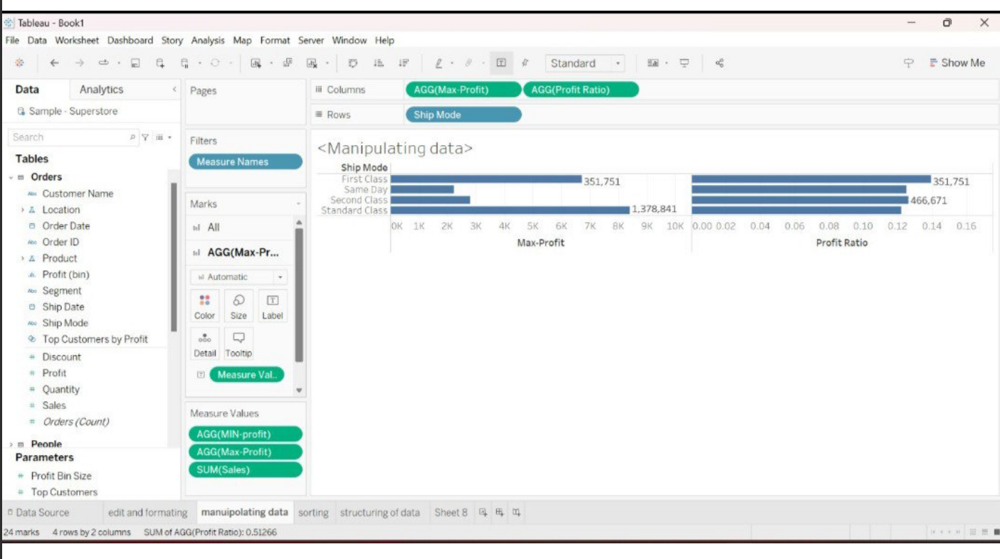 Tableau - Book1
File Data Worksheet Dashboard Story Analysis Map Format Server Window Help
Standard
Show Me
Data Analytics
Sample - Superstore
Search
Tables
Orders
Abc Customer Name
Location
Order Date
Abc Order ID
Product
Profit (bin)
Abc Segment
Ship Date
Abc Ship Mode
Top Customers by Profit
# Discount
# Profit
# Quantity
# Sales
# Orders (Count)
People
Parameters
# Profit Bin Size
# Top Customers
Pages
Filters
Measure Names
Marks
All
AGG(Max-Pr...
Automatic
Color Size Label
Detail Tooltip
Measure Val..
Measure Values
AGG(MIN-profit)
AGG(Max-Profit)
SUM(Sales)
Columns AGG(Max-Profit) AGG(Profit Ratio)
Rows Ship Mode
<Manipulating data>
Ship Mode
First Class 351,751 351,751
Same Day
Second Class 466,671
Standard Class 1,378,841
0K 1K 2K 3K 4K 5K 6K 7K 8K 9K 10K 0.00 0.02 0.04 0.06 0.08 0.10 0.12 0.14 0.16
Max-Profit Profit Ratio
Data Source edit and formating manuipolating data sorting structuring of data Sheet 8
24 marks 4 rows by 2 columns SUM of AGG(Profit Ratio): 0.51266